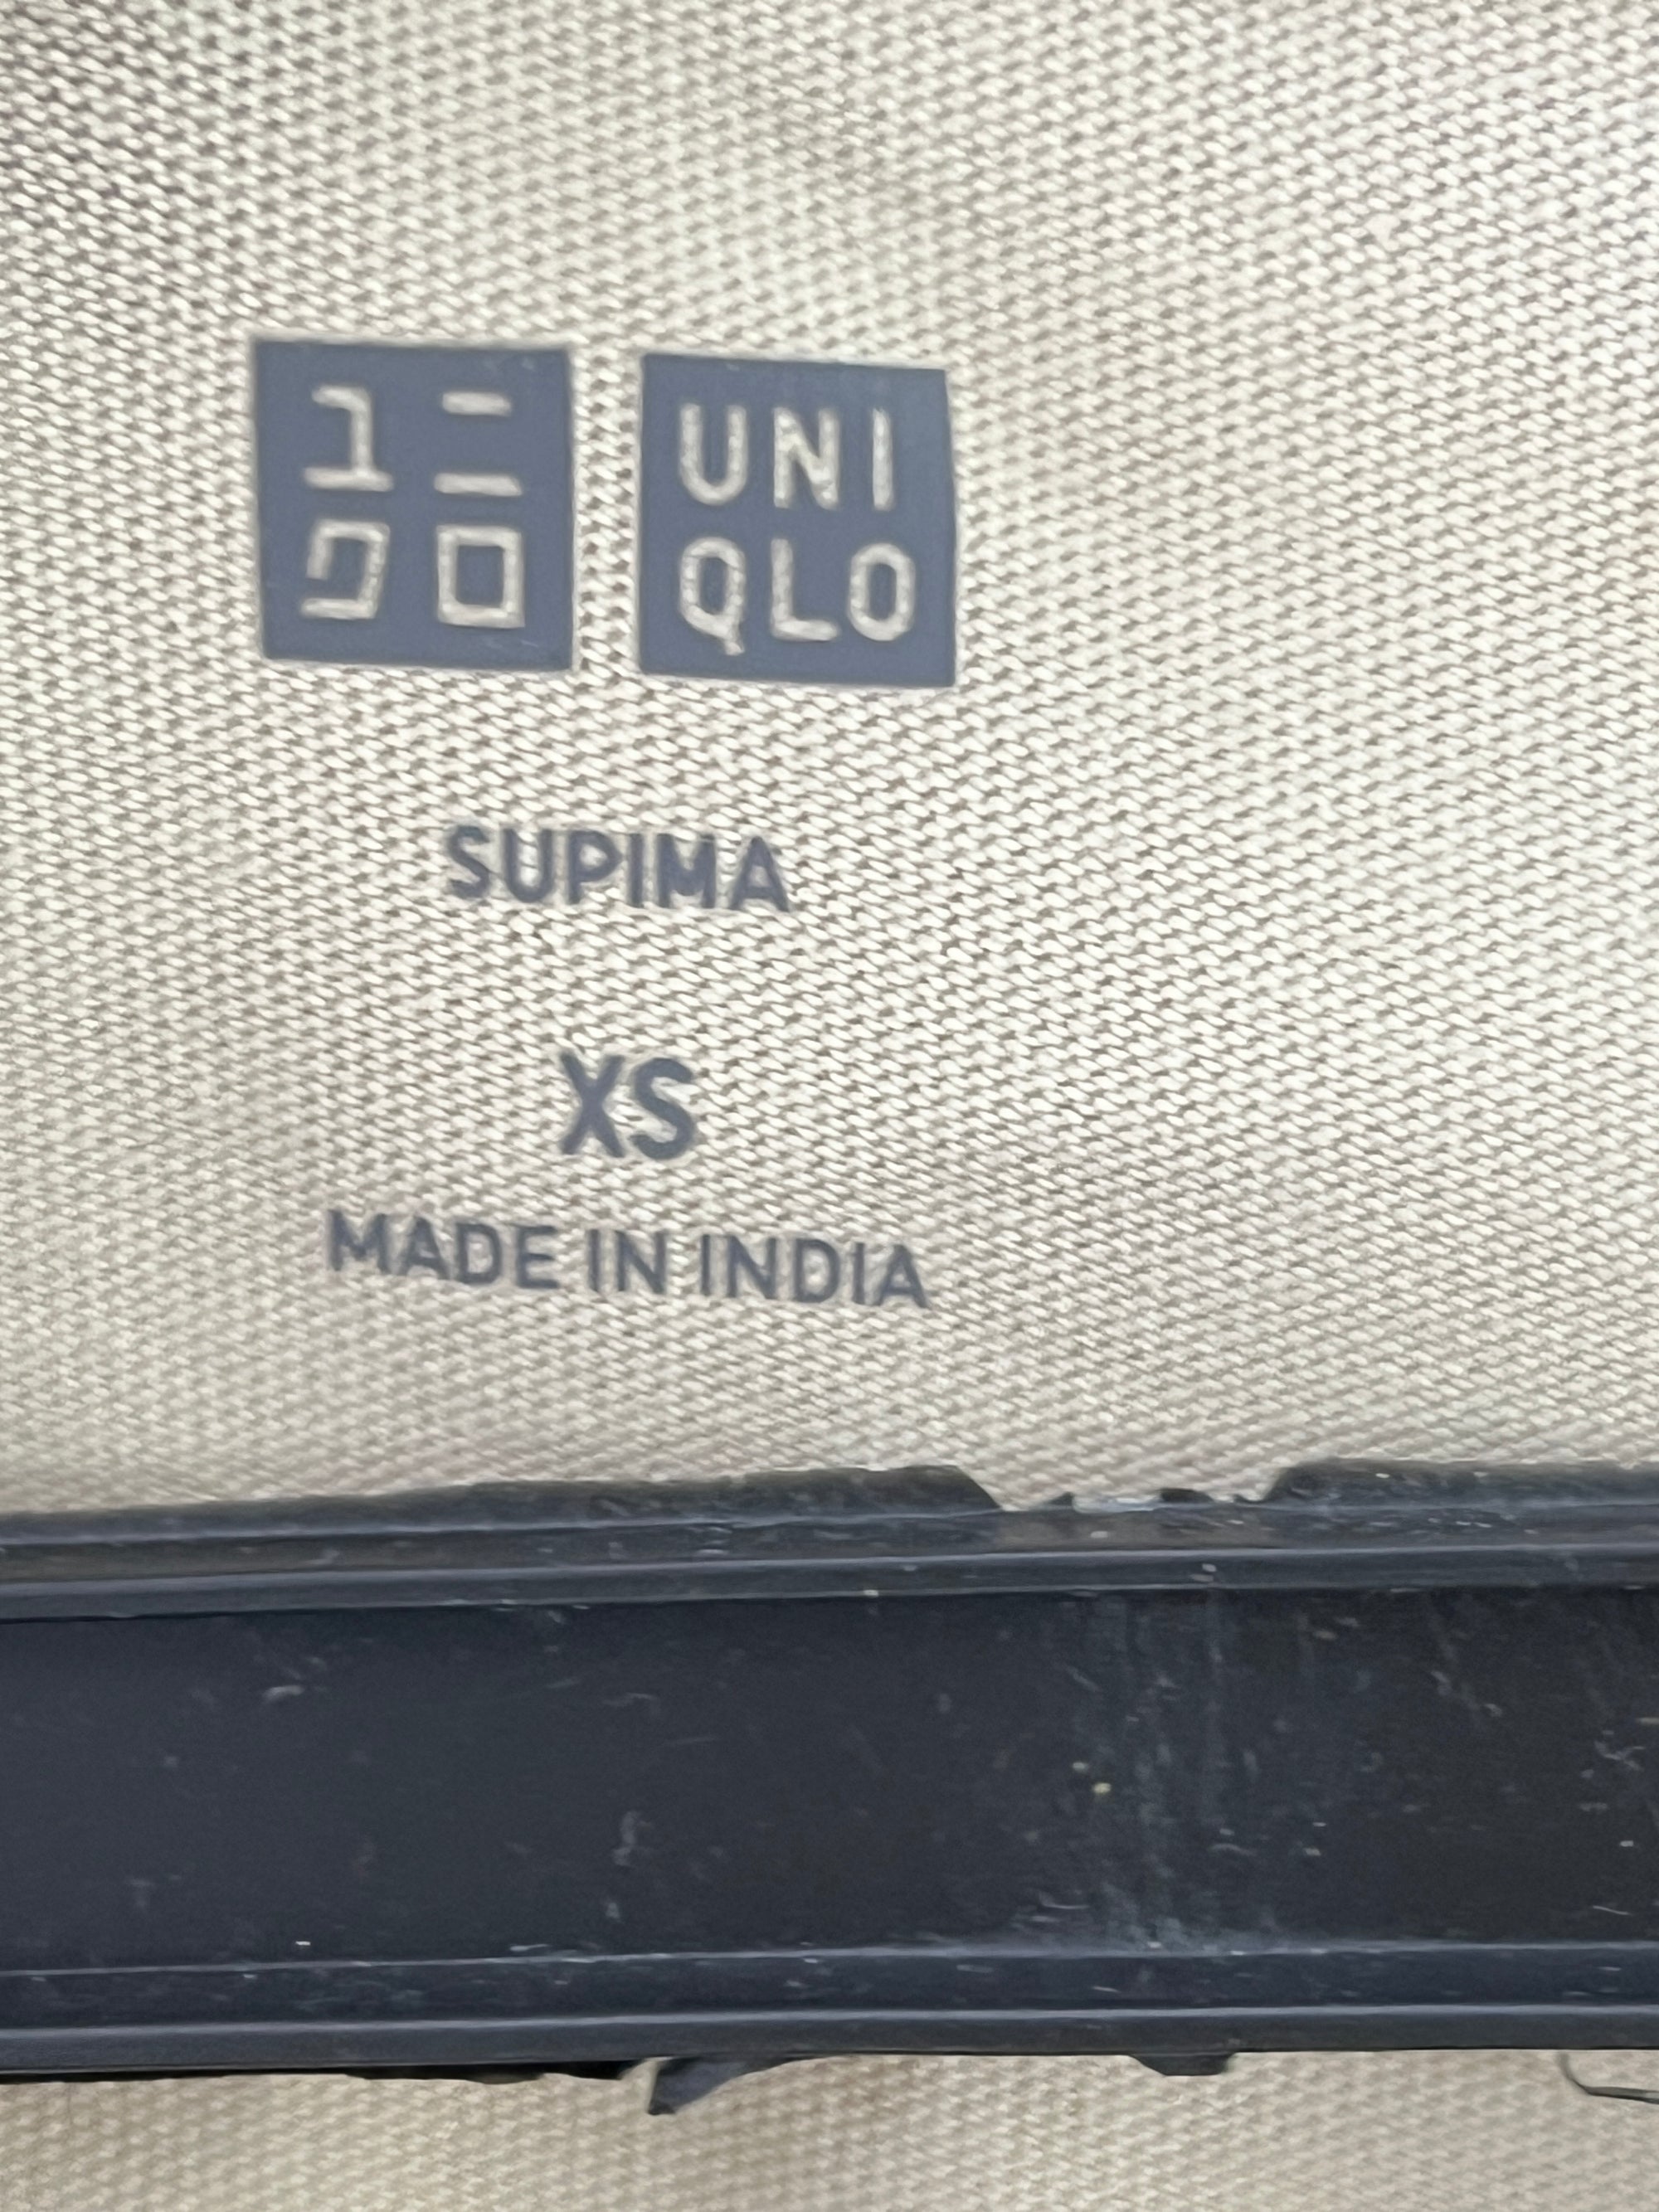 ユニ
クロ
UNI
QLO
SUPIMA
XS
MADE IN INDIA